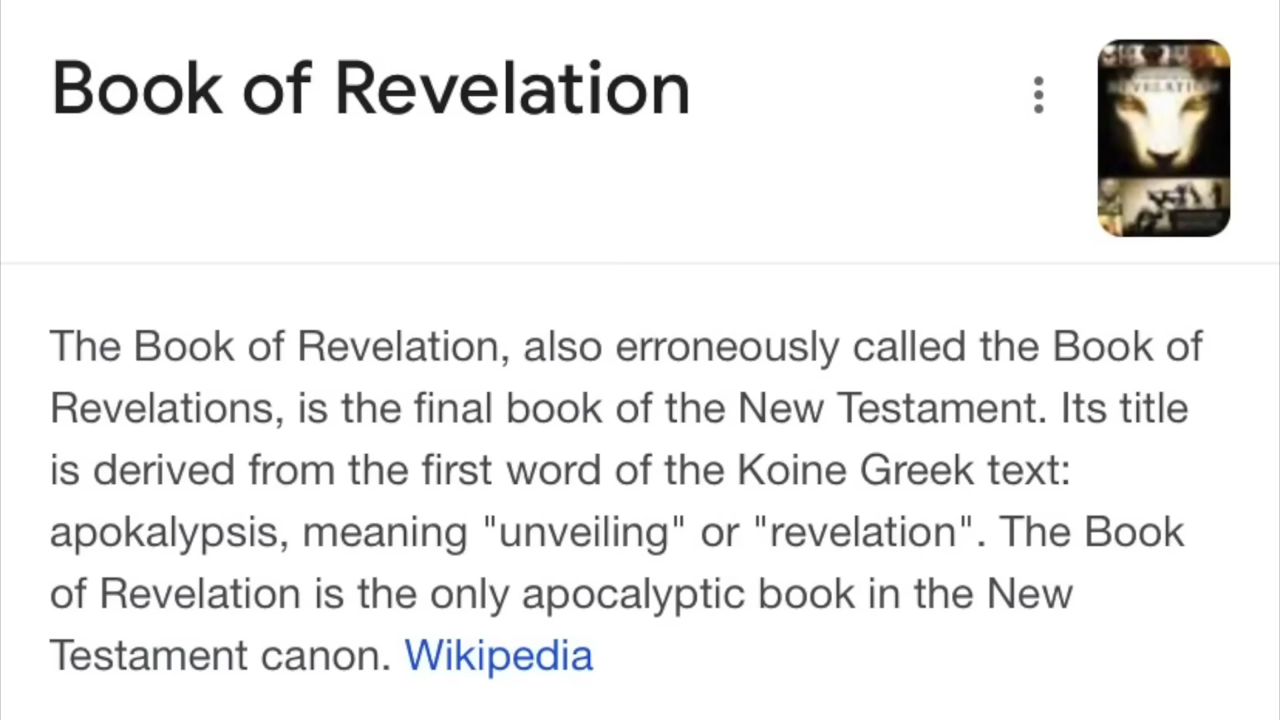 Book of Revelation
REVELATION
The Book of Revelation, also erroneously called the Book of
Revelations, is the final book of the New Testament. Its title
is derived from the first word of the Koine Greek text:
apokalypsis, meaning "unveiling" or "revelation". The Book
of Revelation is the only apocalyptic book in the New
Testament canon. Wikipedia